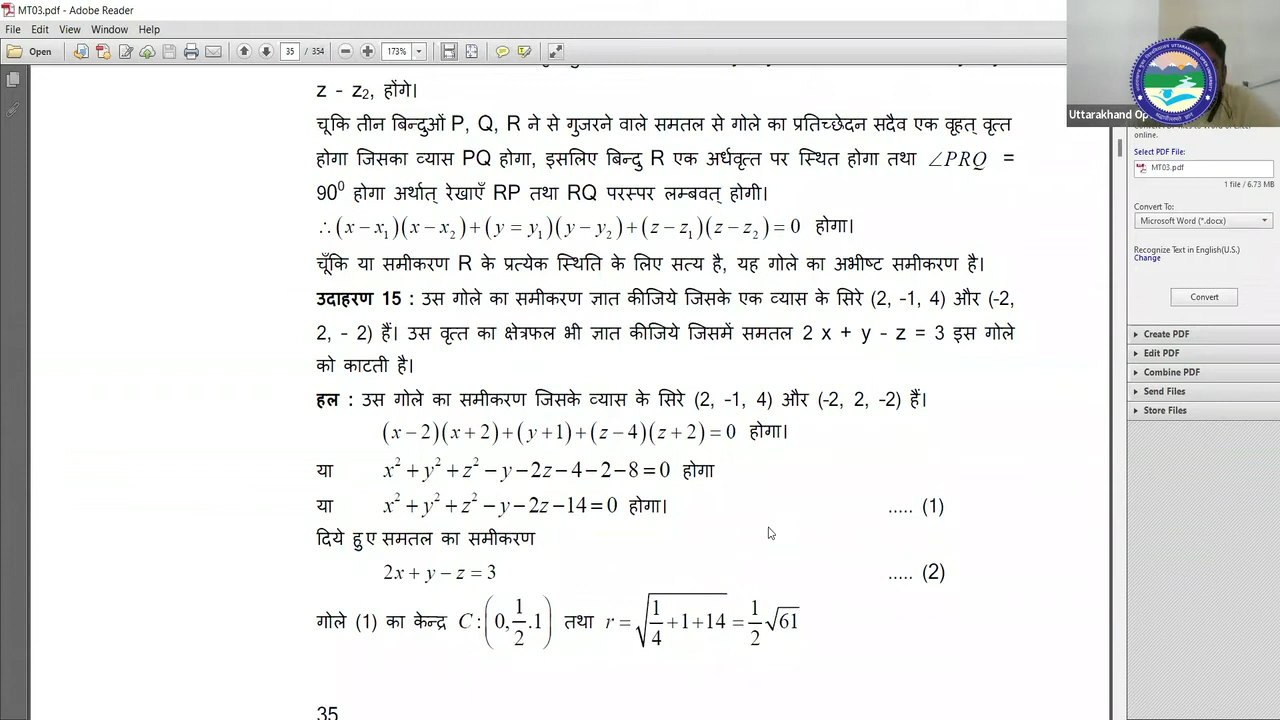 MT03.pdf - Adobe Reader
File Edit View Window Help
Open 35 / 354 173%
z – z₂, होंगे।
चूकि तीन बिन्दुओं P, Q, R ने से गुजरने वाले समतल से गोले का प्रतिच्छेदन सदैव एक वृहत् वृत्त
होगा जिसका व्यास PQ होगा, इसलिए बिन्दु R एक अर्धवृत्त पर स्थित होगा तथा ∠PRQ =
90⁰ होगा अर्थात् रेखाएँ RP तथा RQ परस्पर लम्बवत् होगी।
∴(x−x₁)(x−x₂)+(y=y₁)(y−y₂)+(z−z₁)(z−z₂)=0 होगा।
चूँकि या समीकरण R के प्रत्येक स्थिति के लिए सत्य है, यह गोले का अभीष्ट समीकरण है।
उदाहरण 15 : उस गोले का समीकरण ज्ञात कीजिये जिसके एक व्यास के सिरे (2, –1, 4) और (-2,
2, – 2) हैं। उस वृत्त का क्षेत्रफल भी ज्ञात कीजिये जिसमें समतल 2 x + y – z = 3 इस गोले
को काटती है।
हल : उस गोले का समीकरण जिसके व्यास के सिरे (2, –1, 4) और (–2, 2, –2) हैं।
(x−2)(x+2)+(y+1)+(z−4)(z+2)=0 होगा।
या x²+y²+z²−y−2z−4−2−8=0 होगा
या x²+y²+z²−y−2z−14=0 होगा। ..... (1)
दिये हुए समतल का समीकरण
2x+y−z=3 ..... (2)
गोले (1) का केन्द्र C:(0,1/2.1) तथा r=√(1/4+1+14)=1/2√61
35
Uttarakhand Op
Convert PDF files to Word or Excel
online.
Select PDF File:
MT03.pdf
1 file / 6.73 MB
Convert To:
Microsoft Word (*.docx)
Recognize Text in English(U.S.)
Change
Convert
Create PDF
Edit PDF
Combine PDF
Send Files
Store Files